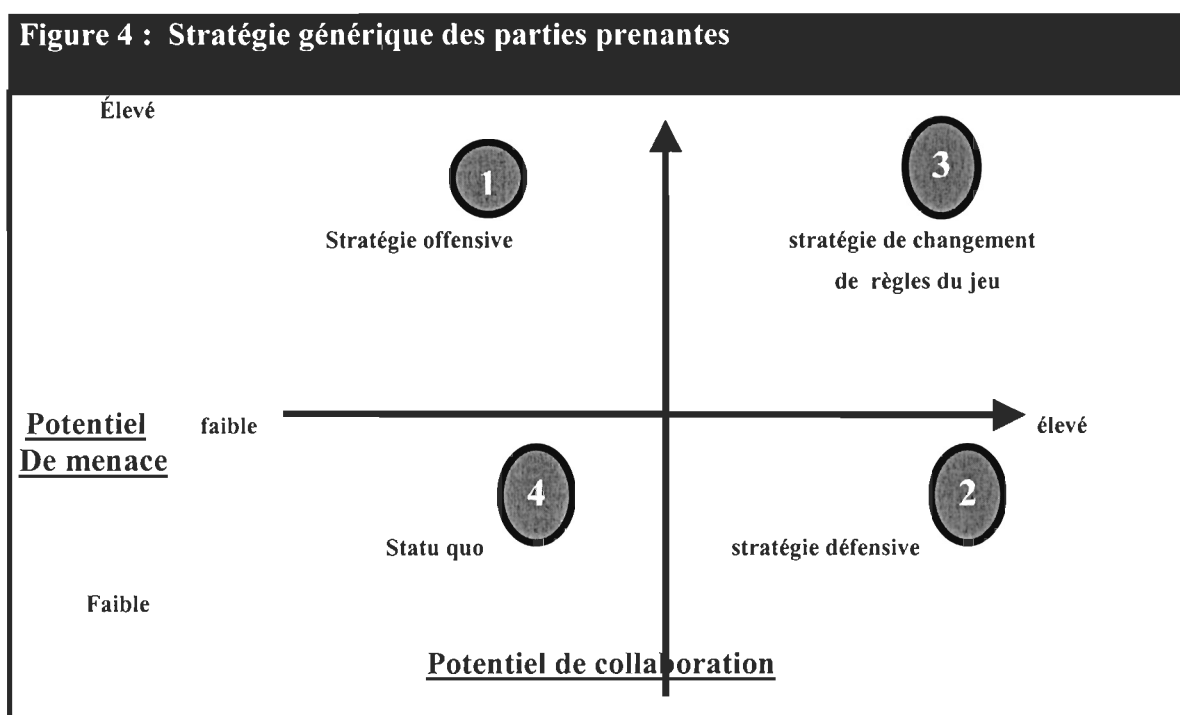 Figure 4 : Stratégie générique des parties prenantes
Élevé
1
3
Stratégie offensive
stratégie de changement
de règles du jeu
Potentiel
De menace
faible
élevé
4
2
Statu quo
stratégie défensive
Faible
Potentiel de collaboration